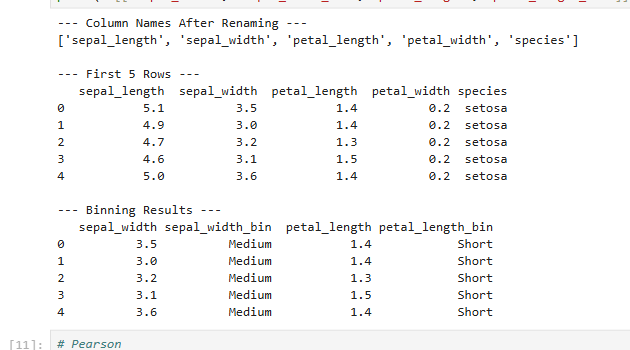 --- Column Names After Renaming ---
['sepal_length', 'sepal_width', 'petal_length', 'petal_width', 'species']
--- First 5 Rows ---
sepal_length sepal_width petal_length petal_width species
0 5.1 3.5 1.4 0.2 setosa
1 4.9 3.0 1.4 0.2 setosa
2 4.7 3.2 1.3 0.2 setosa
3 4.6 3.1 1.5 0.2 setosa
4 5.0 3.6 1.4 0.2 setosa
--- Binning Results ---
sepal_width sepal_width_bin petal_length petal_length_bin
0 3.5 Medium 1.4 Short
1 3.0 Medium 1.4 Short
2 3.2 Medium 1.3 Short
3 3.1 Medium 1.5 Short
4 3.6 Medium 1.4 Short
[11]: # Pearson